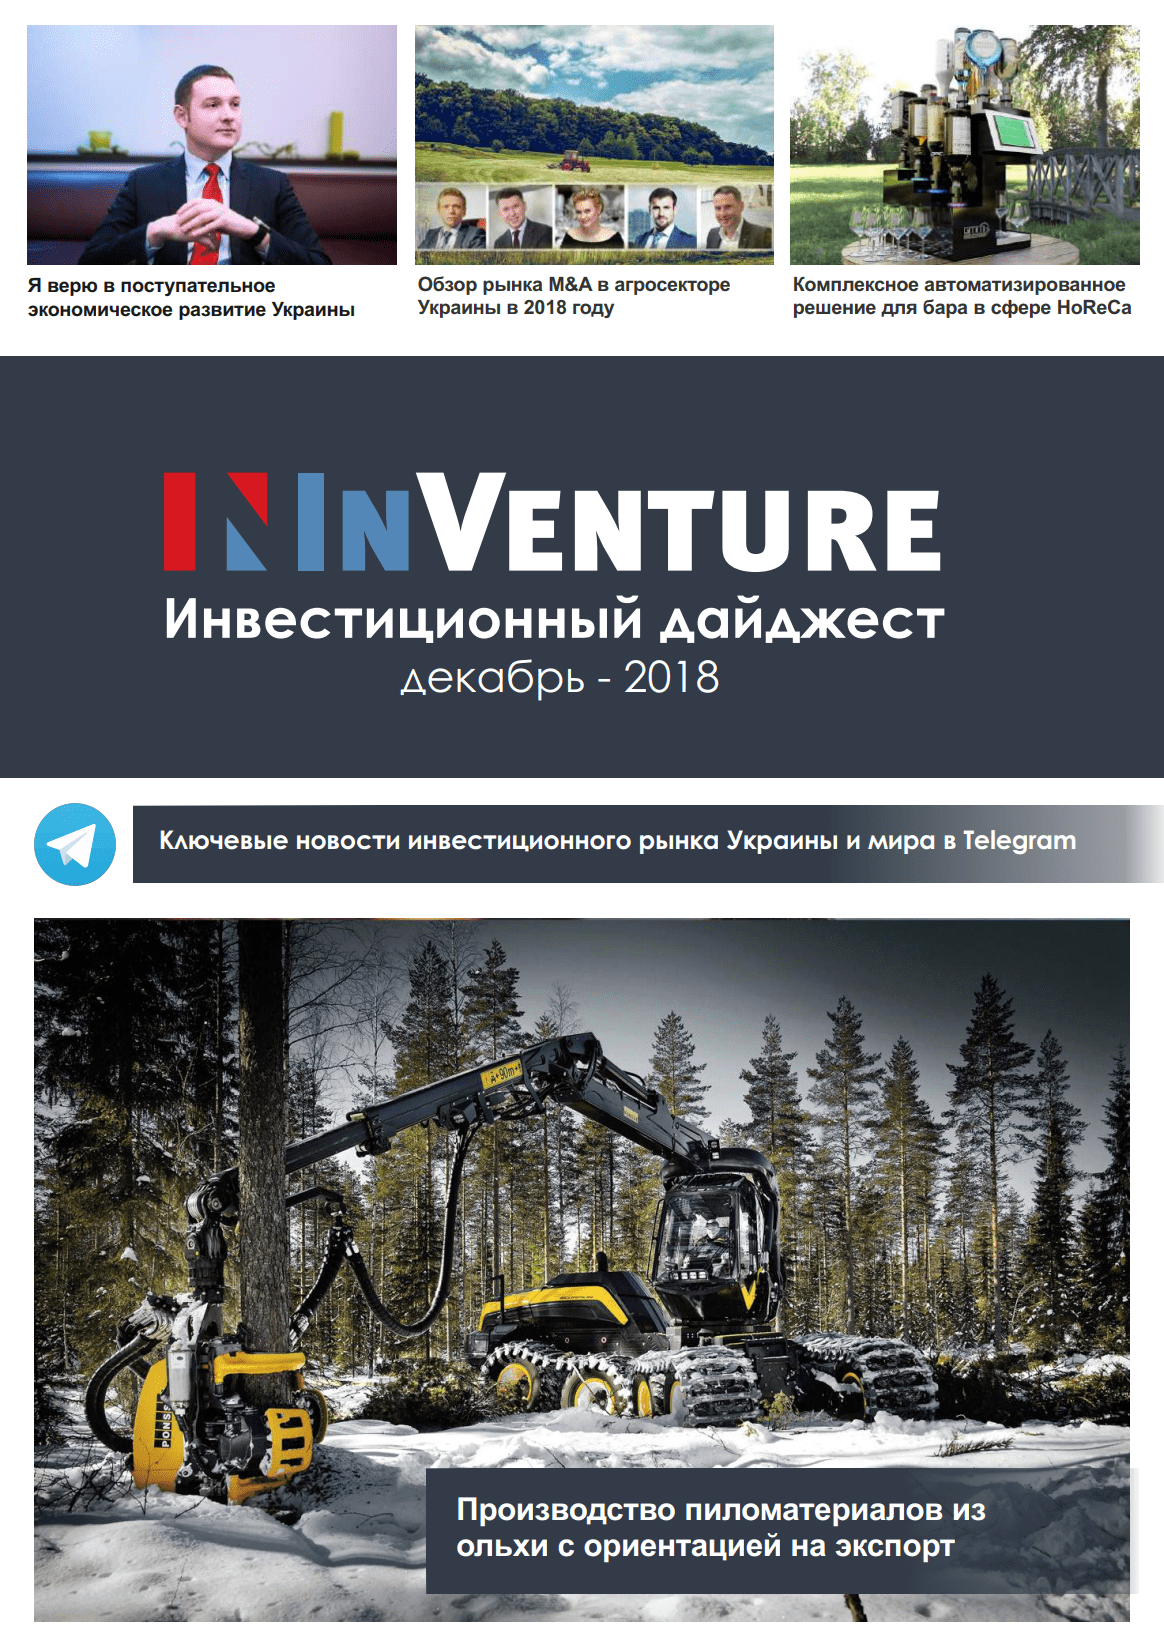 Я верю в поступательное
экономическое развитие Украины
Обзор рынка M&A в агросекторе
Украины в 2018 году
Комплексное автоматизированное
решение для бара в сфере HoReCa
INVENTURE
Инвестиционный дайджест
декабрь - 2018
Ключевые новости инвестиционного рынка Украины и мира в Telegram
PONSS
Производство пиломатериалов из
ольхи с ориентацией на экспорт